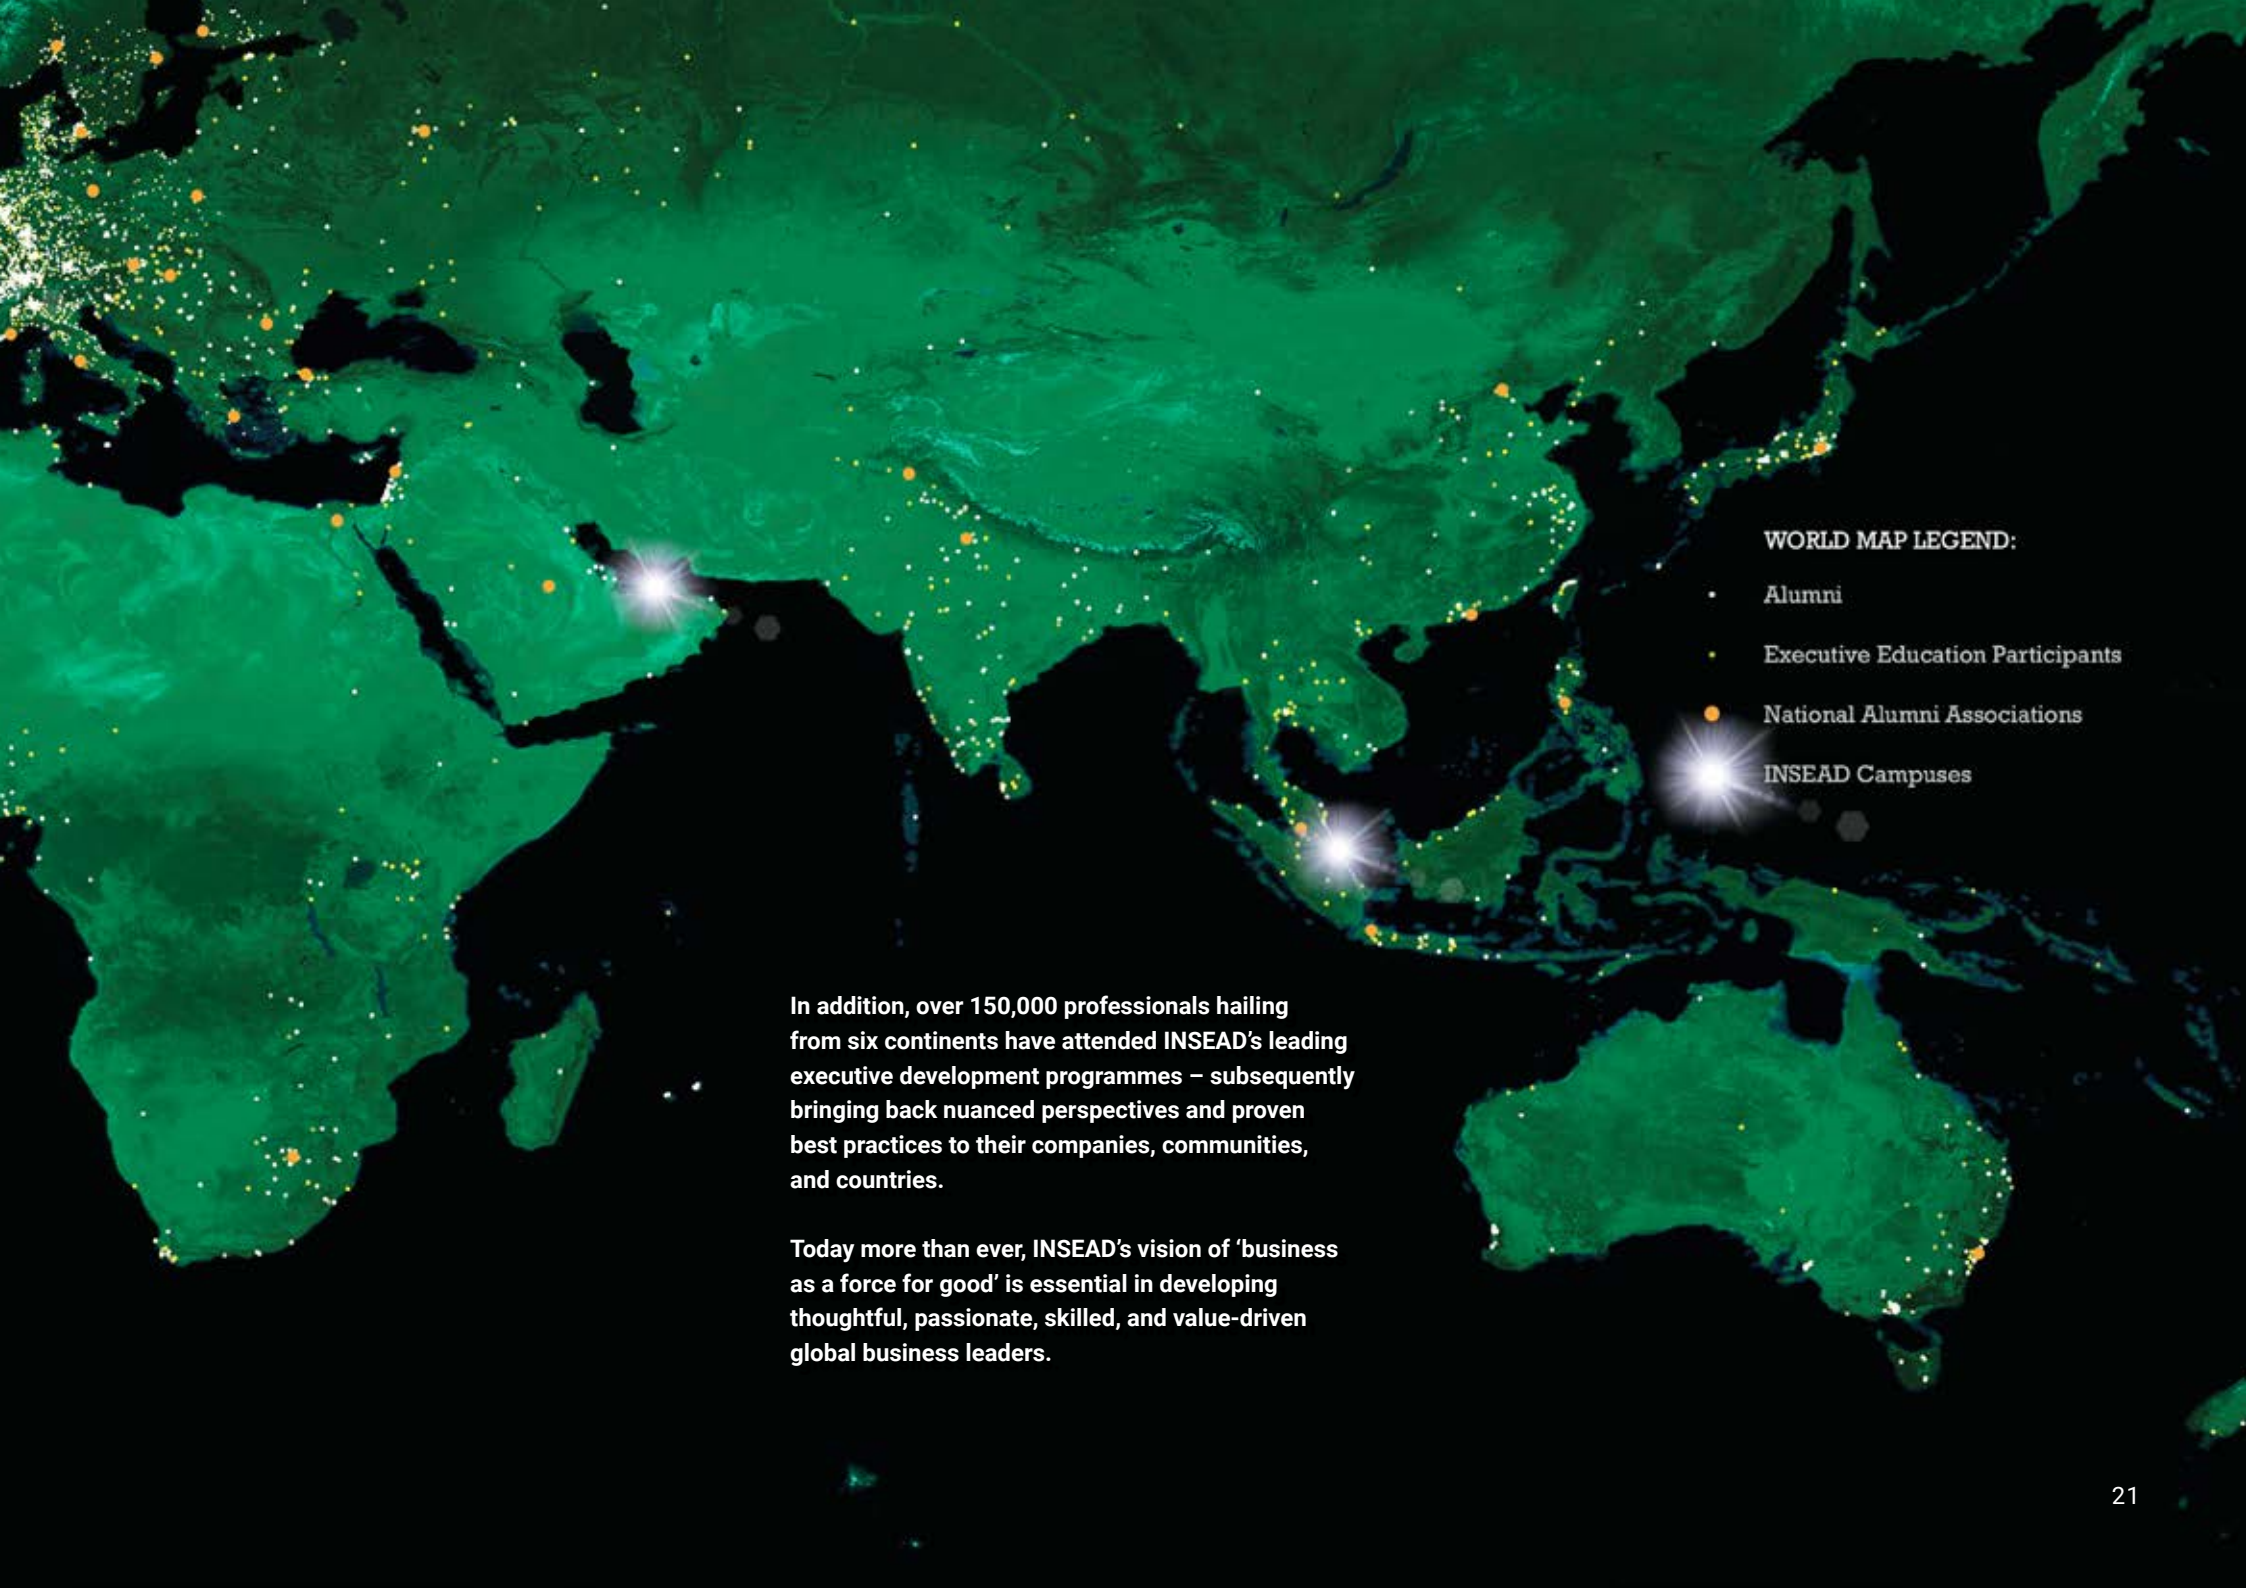 WORLD MAP LEGEND:
Alumni
Executive Education Participants
National Alumni Associations
INSEAD Campuses
In addition, over 150,000 professionals hailing
from six continents have attended INSEAD’s leading
executive development programmes – subsequently
bringing back nuanced perspectives and proven
best practices to their companies, communities,
and countries.
Today more than ever, INSEAD’s vision of ‘business
as a force for good’ is essential in developing
thoughtful, passionate, skilled, and value-driven
global business leaders.
21